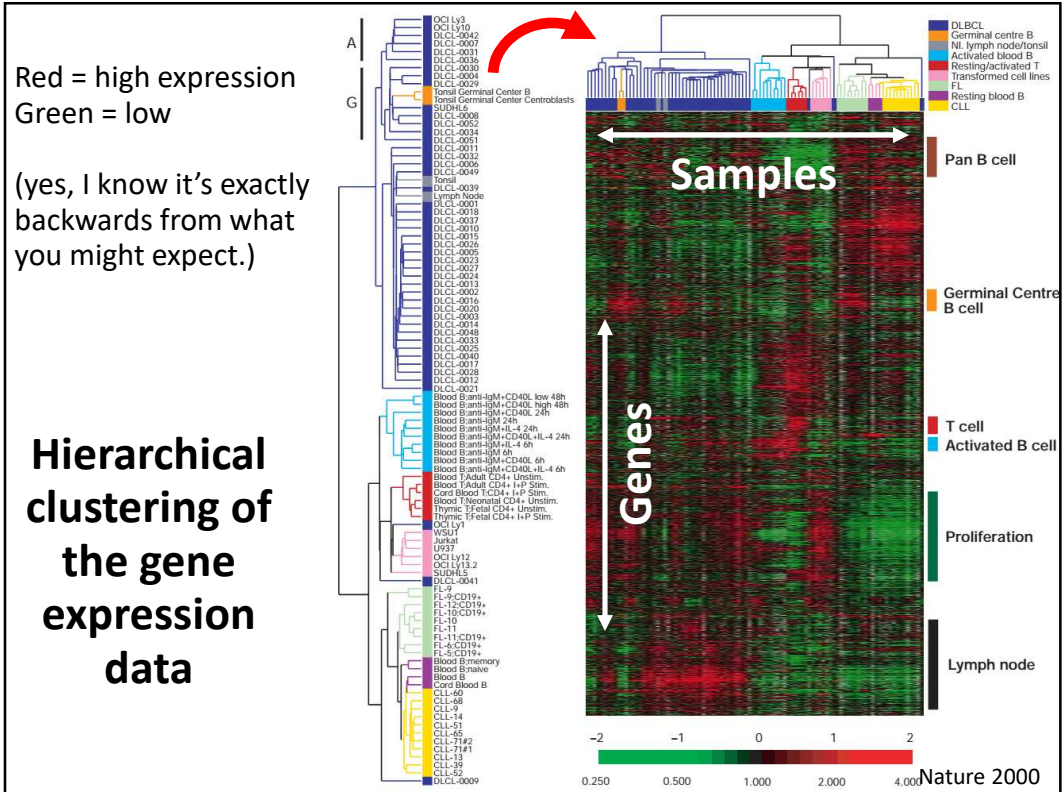 Red = high expression
Green = low
(yes, I know it’s exactly
backwards from what
you might expect.)
Hierarchical
clustering of
the gene
expression
data
A
G
OCI Ly3
OCI Ly10
DLCL-0042
DLCL-0007
DLCL-0031
DLCL-0036
DLCL-0030
DLCL-0004
DLCL-0029
Tonsil Germinal Center B
Tonsil Germinal Center Centroblasts
SUDHL6
DLCL-0008
DLCL-0052
DLCL-0034
DLCL-0051
DLCL-0011
DLCL-0032
DLCL-0006
DLCL-0049
Tonsil
DLCL-0039
Lymph Node
DLCL-0001
DLCL-0018
DLCL-0037
DLCL-0010
DLCL-0015
DLCL-0026
DLCL-0005
DLCL-0023
DLCL-0027
DLCL-0024
DLCL-0013
DLCL-0002
DLCL-0016
DLCL-0020
DLCL-0003
DLCL-0014
DLCL-0048
DLCL-0033
DLCL-0025
DLCL-0040
DLCL-0017
DLCL-0028
DLCL-0012
DLCL-0021
Blood B;anti-IgM+CD40L low 48h
Blood B;anti-IgM+CD40L high 48h
Blood B;anti-IgM+CD40L 24h
Blood B;anti-IgM 24h
Blood B;anti-IgM+IL-4 24h
Blood B;anti-IgM+CD40L+IL-4 24h
Blood B;anti-IgM+IL-4 6h
Blood B;anti-IgM 6h
Blood B;anti-IgM+CD40L 6h
Blood B;anti-IgM+CD40L+IL-4 6h
Blood T;Adult CD4+ Unstim.
Blood T;Adult CD4+ I+P Stim.
Cord Blood T;CD4+ I+P Stim.
Blood T;Neonatal CD4+ Unstim.
Thymic T;Fetal CD4+ Unstim.
Thymic T;Fetal CD4+ I+P Stim.
OCI Ly1
WSU1
Jurkat
U937
OCI Ly12
OCI Ly13.2
SUDHL5
DLCL-0041
FL-9
FL-9;CD19+
FL-12;CD19+
FL-10;CD19+
FL-10
FL-11
FL-11;CD19+
FL-6;CD19+
FL-5;CD19+
Blood B;memory
Blood B;naive
Blood B
Cord Blood B
CLL-60
CLL-68
CLL-9
CLL-14
CLL-51
CLL-65
CLL-71#2
CLL-71#1
CLL-13
CLL-39
CLL-52
DLCL-0009
DLBCL
Germinal centre B
Nl. lymph node/tonsil
Activated blood B
Resting/activated T
Transformed cell lines
FL
Resting blood B
CLL
Samples
Genes
Pan B cell
Germinal Centre
B cell
T cell
Activated B cell
Proliferation
Lymph node
–2 –1 0 1 2
0.250 0.500 1.000 2.000 4.000
Nature 2000